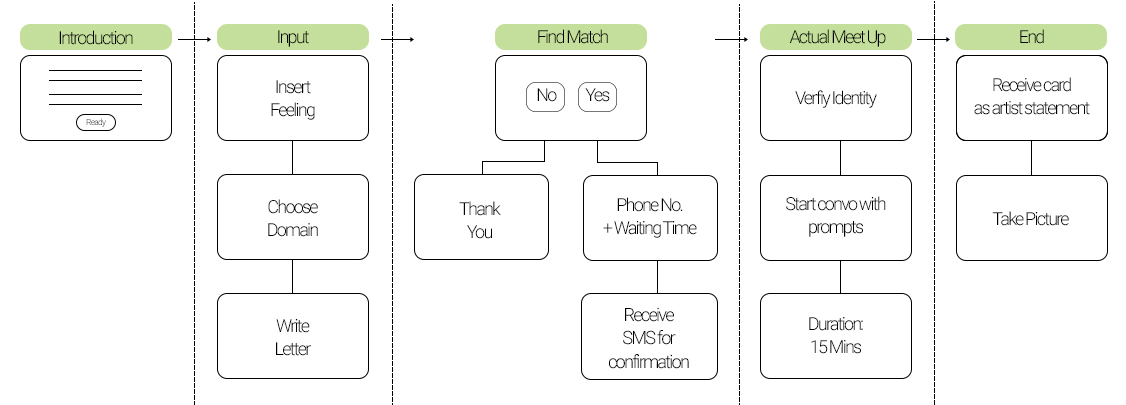 Introduction
Ready
Input
Insert
Feeling
Choose
Domain
Write
Letter
Find Match
No
Yes
Thank
You
Phone No.
+ Waiting Time
Receive
SMS for
confirmation
Actual Meet Up
Verfiy Identity
Start convo with
prompts
Duration:
15 Mins
End
Receive card
as artist statement
Take Picture